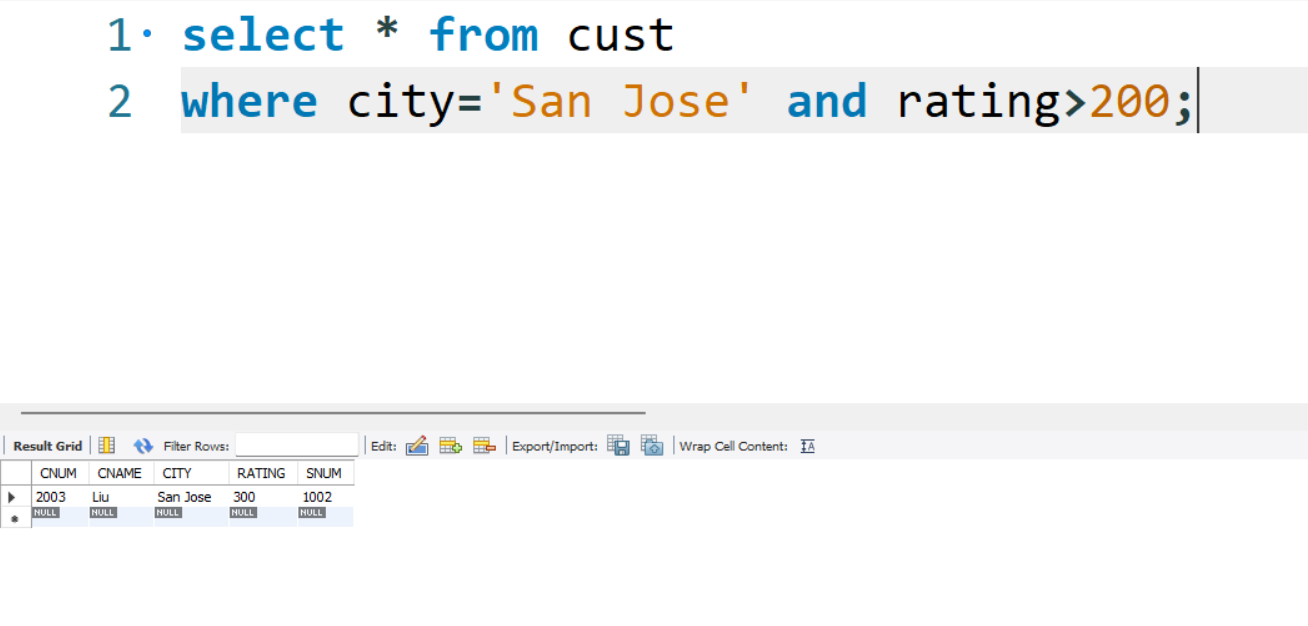 1 select * from cust
2 where city='San Jose' and rating>200;
Result Grid Filter Rows: Edit: Export/Import: Wrap Cell Content: IA
CNUM CNAME CITY RATING SNUM
2003 Liu San Jose 300 1002
NULL NULL NULL NULL NULL